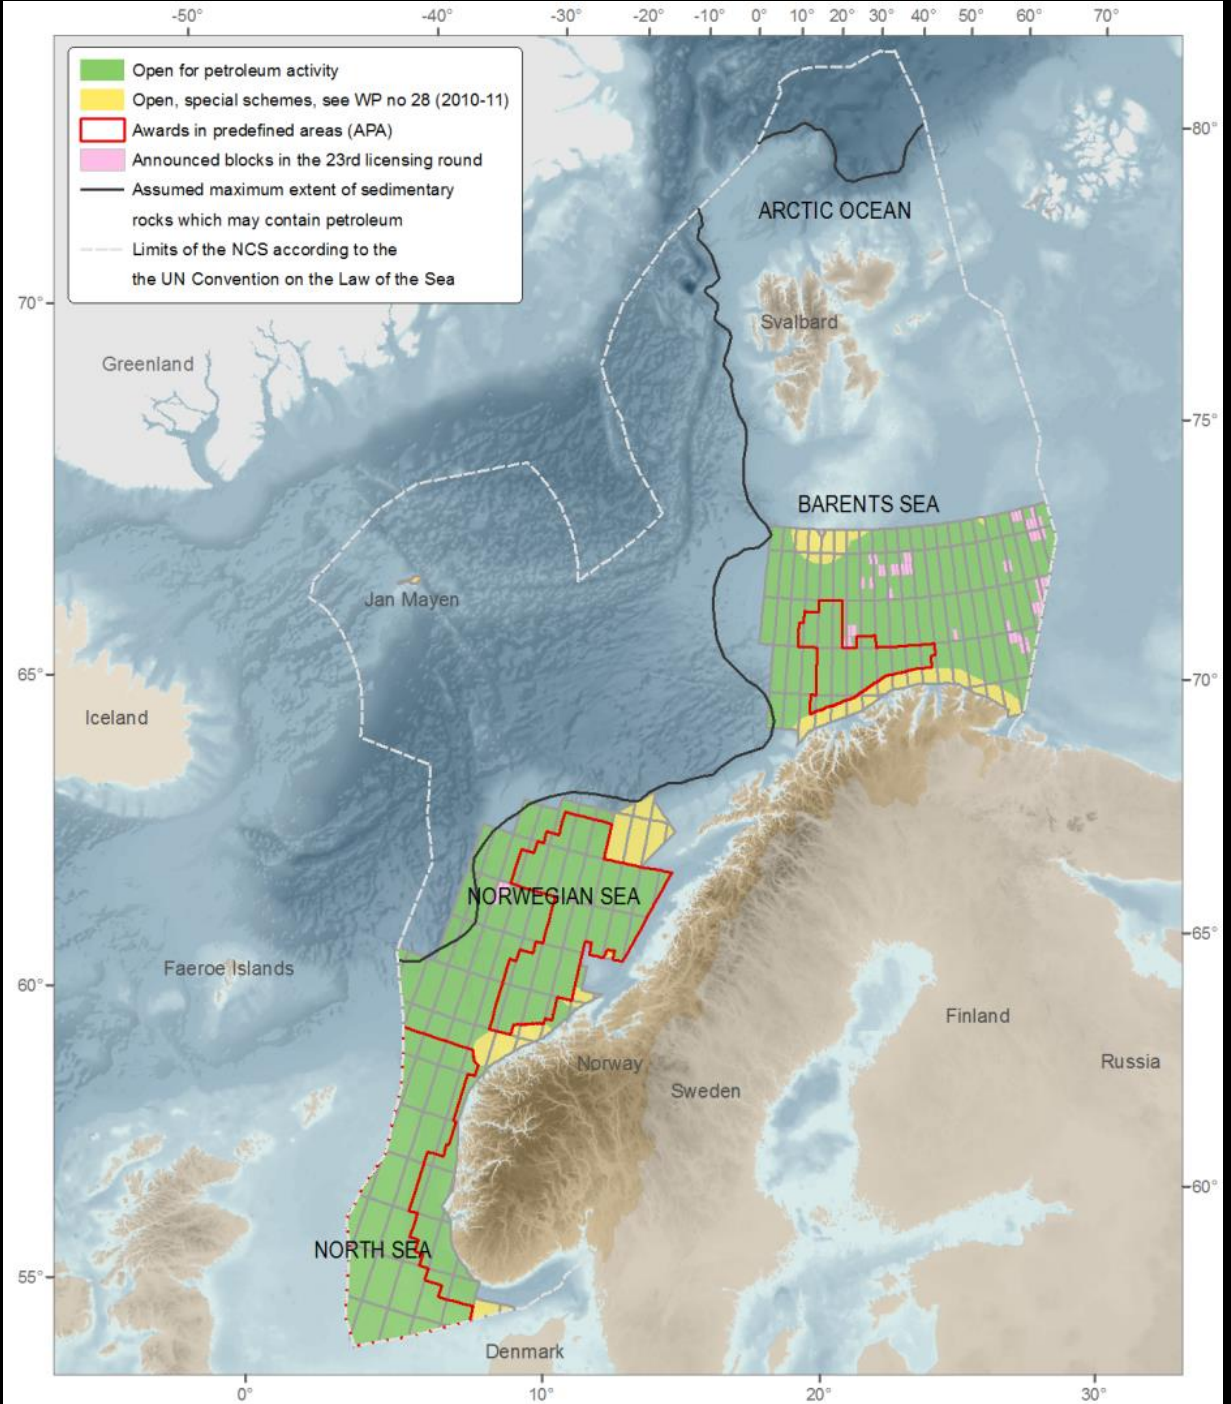 -50° -40° -30° -20° -10° 0° 10° 20° 30° 40° 50° 60° 70°
Open for petroleum activity
Open, special schemes, see WP no 28 (2010-11)
Awards in predefined areas (APA)
Announced blocks in the 23rd licensing round
Assumed maximum extent of sedimentary
rocks which may contain petroleum
Limits of the NCS according to the
the UN Convention on the Law of the Sea
80°
ARCTIC OCEAN
70°
Svalbard
Greenland
75°
BARENTS SEA
Jan Mayen
65°
70°
Iceland
NORWEGIAN SEA
65°
Faeroe Islands
60°
Finland
Norway
Russia
Sweden
60°
NORTH SEA
55°
Denmark
0° 10° 20° 30°